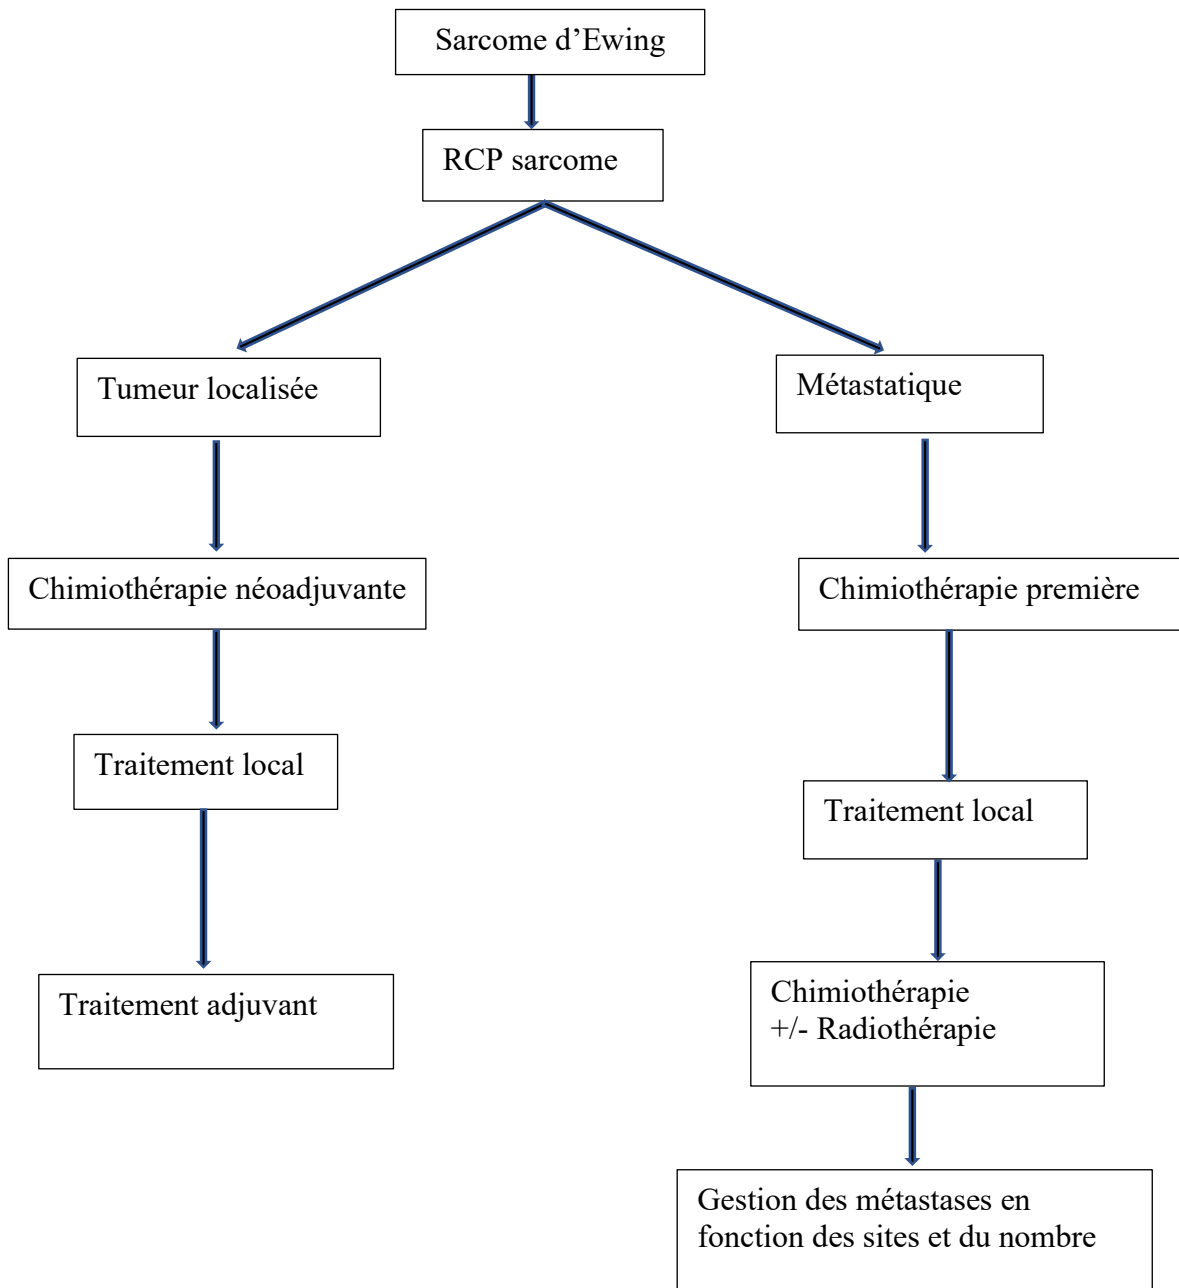 Sarcome d’Ewing
RCP sarcome
Tumeur localisée
Métastatique
Chimiothérapie néoadjuvante
Chimiothérapie première
Traitement local
Traitement local
Traitement adjuvant
Chimiothérapie
+/- Radiothérapie
Gestion des métastases en
fonction des sites et du nombre